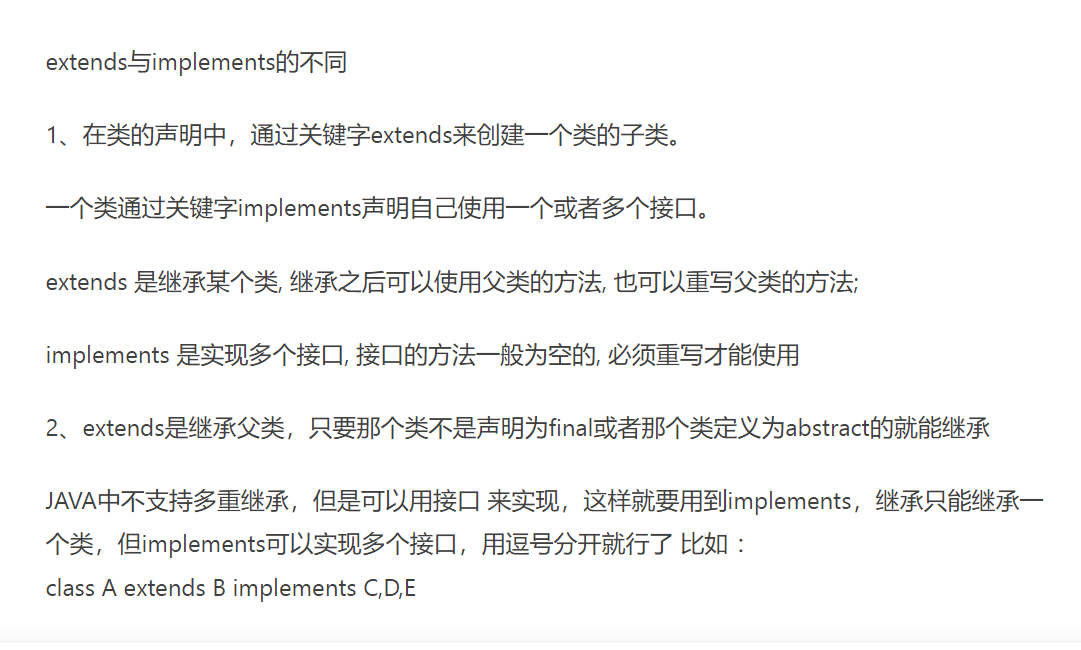 extends与implements的不同
1、在类的声明中，通过关键字extends来创建一个类的子类。
一个类通过关键字implements声明自己使用一个或者多个接口。
extends 是继承某个类, 继承之后可以使用父类的方法, 也可以重写父类的方法;
implements 是实现多个接口, 接口的方法一般为空的, 必须重写才能使用
2、extends是继承父类，只要那个类不是声明为final或者那个类定义为abstract的就能继承
JAVA中不支持多重继承，但是可以用接口 来实现，这样就要用到implements，继承只能继承一
个类，但implements可以实现多个接口，用逗号分开就行了 比如 ：
class A extends B implements C,D,E